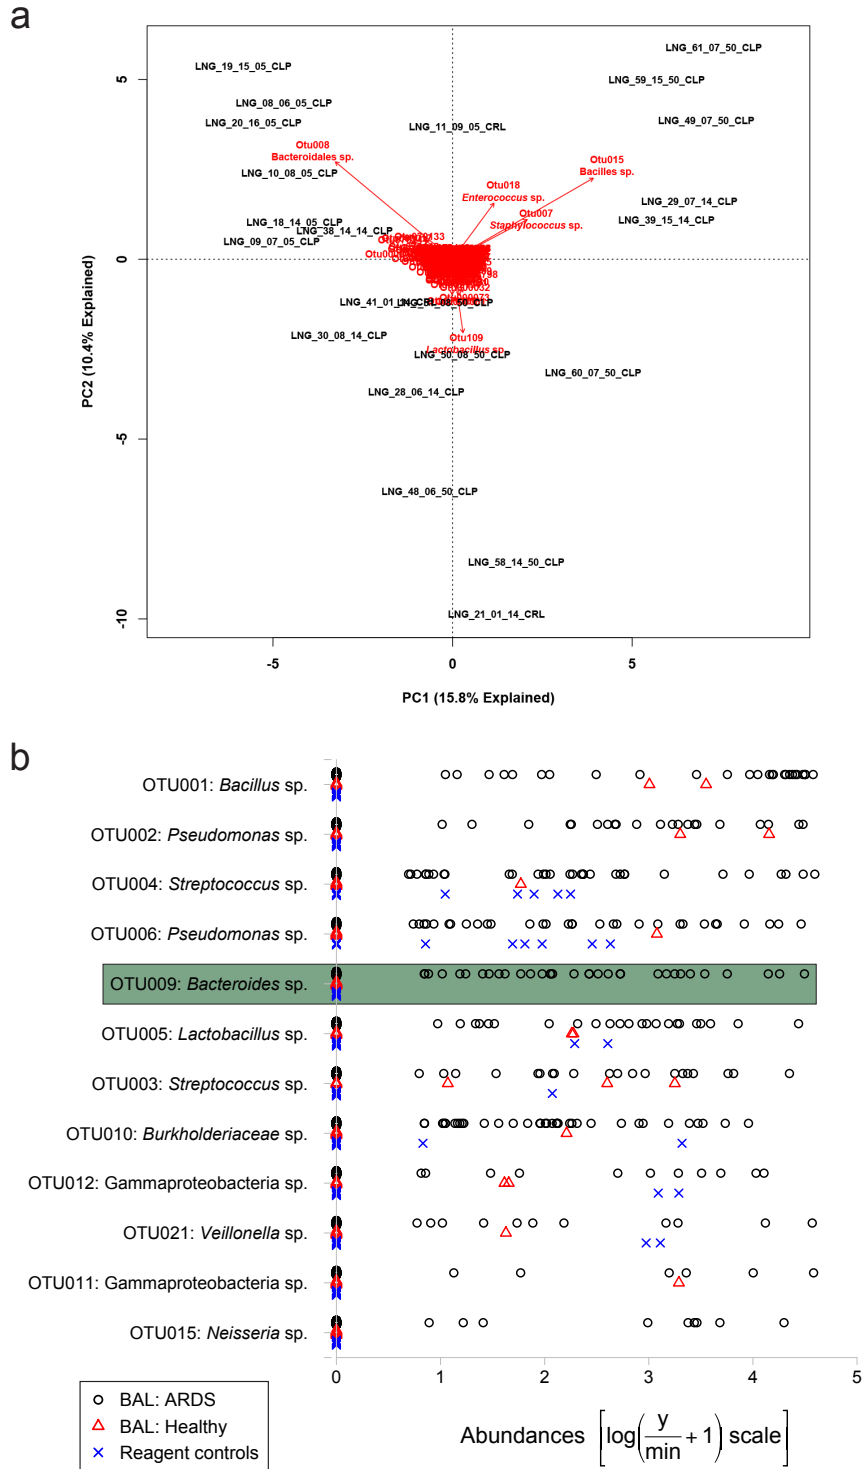 a
LNG_61_07_50_CLP
LNG_19_15_05_CLP
LNG_59_15_50_CLP
5
LNG_08_06_05_CLP
LNG_20_16_05_CLP
LNG_11_09_05_CRL
LNG_49_07_50_CLP
Otu008
Bacteroidales sp.
Otu015
Bacilles sp.
LNG_10_08_05_CLP
Otu018
Enterococcus sp.
LNG_29_07_14_CLP
Otu007
Staphylococcus sp.
LNG_39_15_14_CLP
LNG_18_14_05_CLP
LNG_38_14_14_CLP
LNG_09_07_05_CLP
0
LNG_41_01_14_CRL
LNG_30_08_14_CLP
Otu109
Lactobacillus sp.
LNG_50_08_50_CLP
LNG_60_07_50_CLP
LNG_28_06_14_CLP
-5
LNG_48_06_50_CLP
LNG_58_14_50_CLP
-10
LNG_21_01_14_CRL
PC2 (10.4% Explained)
-5 0 5
PC1 (15.8% Explained)
b
OTU001: Bacillus sp.
OTU002: Pseudomonas sp.
OTU004: Streptococcus sp.
OTU006: Pseudomonas sp.
OTU009: Bacteroides sp.
OTU005: Lactobacillus sp.
OTU003: Streptococcus sp.
OTU010: Burkholderiaceae sp.
OTU012: Gammaproteobacteria sp.
OTU021: Veillonella sp.
OTU011: Gammaproteobacteria sp.
OTU015: Neisseria sp.
0 1 2 3 4 5
BAL: ARDS
BAL: Healthy
Reagent controls
Abundances [log(y/min + 1) scale]